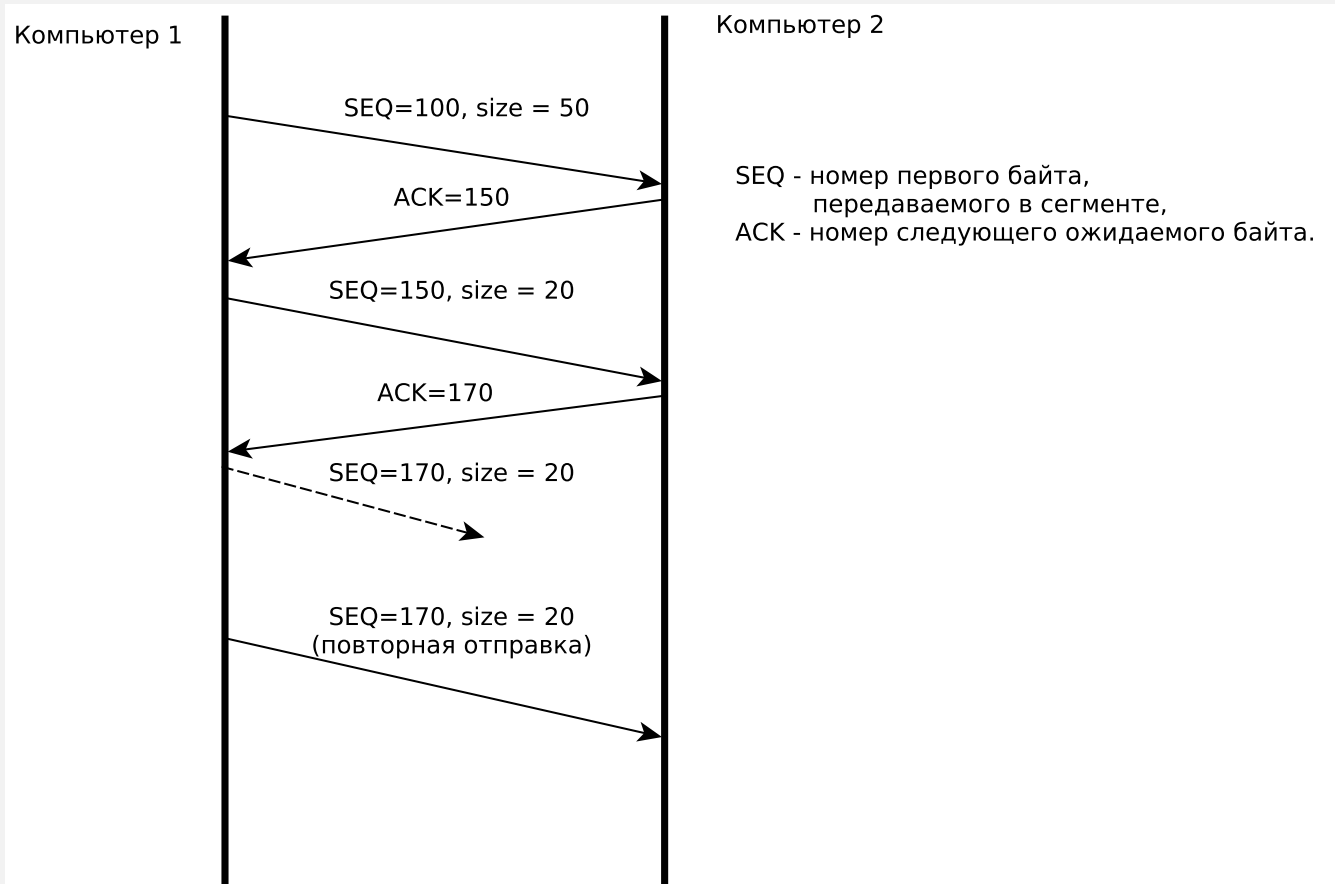 Компьютер 1
Компьютер 2
SEQ=100, size = 50
ACK=150
SEQ - номер первого байта,
передаваемого в сегменте,
ACK - номер следующего ожидаемого байта.
SEQ=150, size = 20
ACK=170
SEQ=170, size = 20
SEQ=170, size = 20
(повторная отправка)